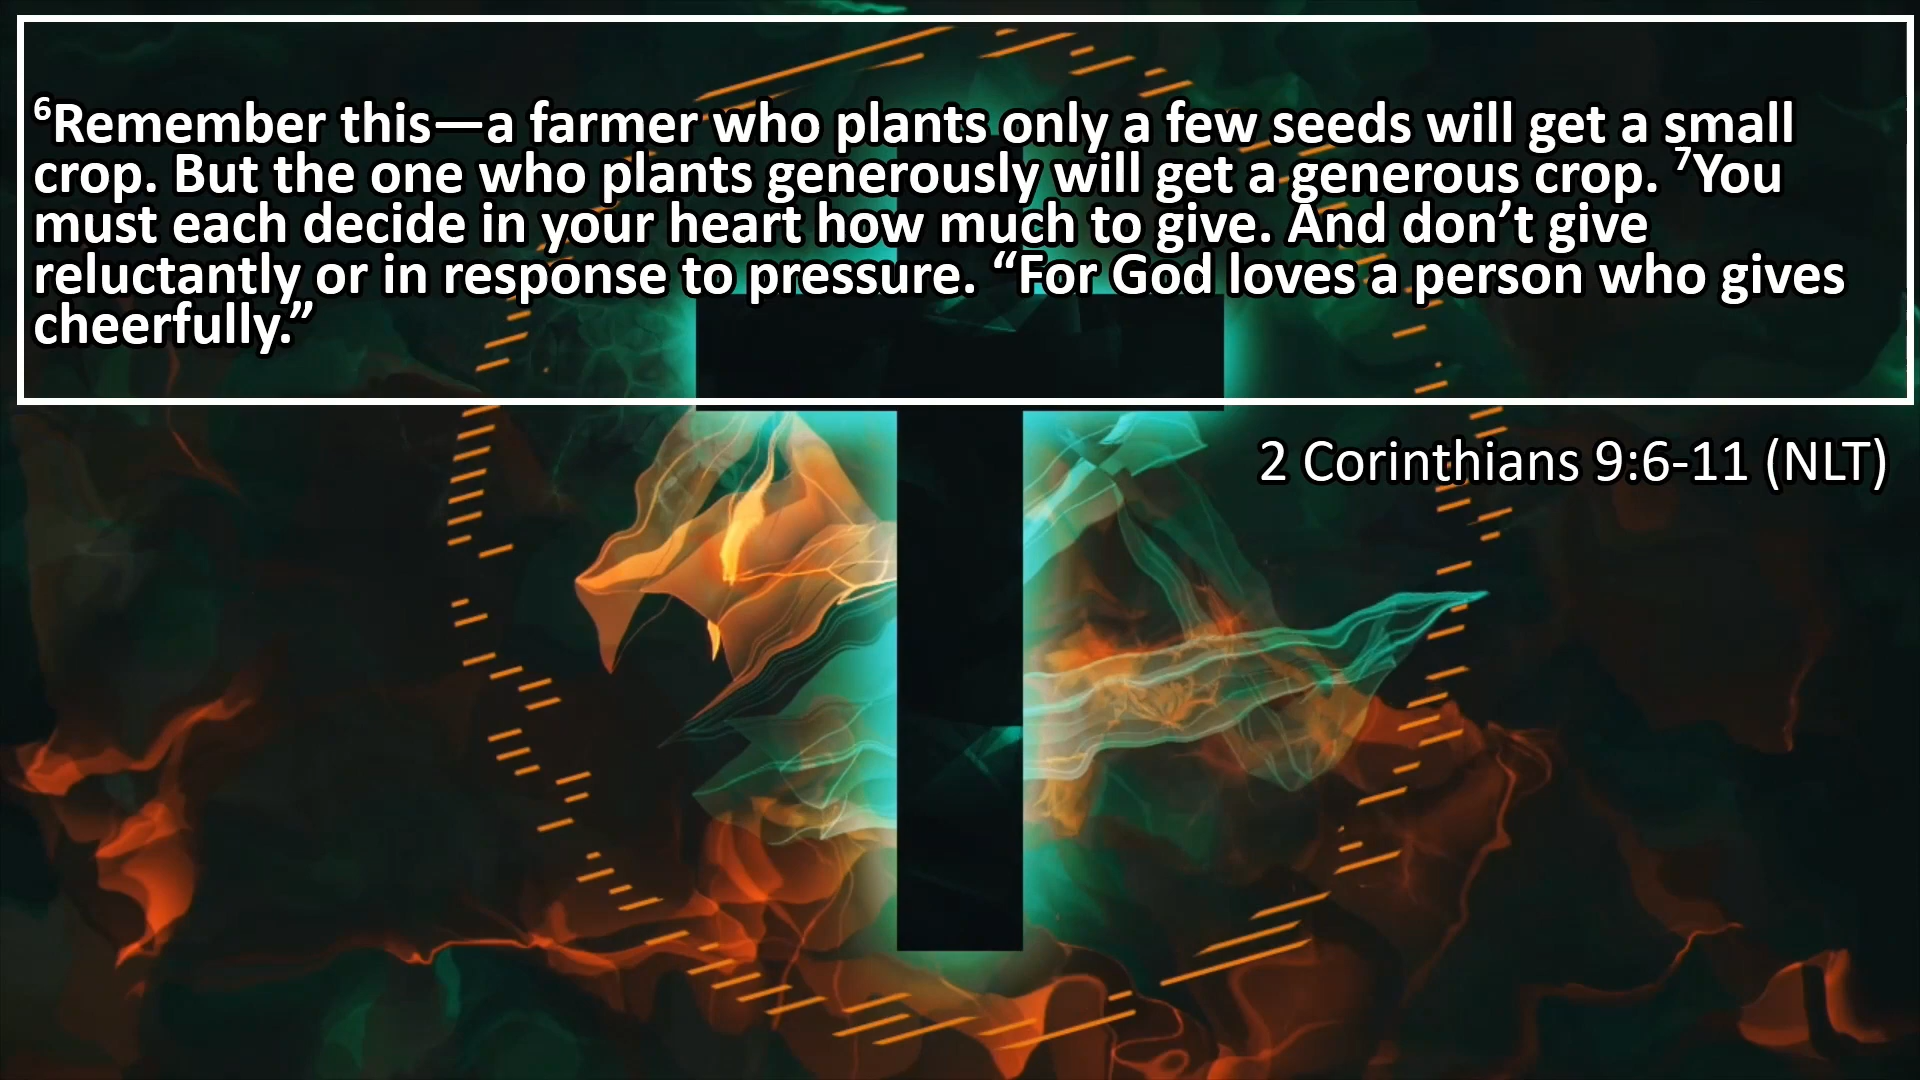 ⁶Remember this—a farmer who plants only a few seeds will get a small
crop. But the one who plants generously will get a generous crop. ⁷You
must each decide in your heart how much to give. And don’t give
reluctantly or in response to pressure. “For God loves a person who gives
cheerfully.”
2 Corinthians 9:6-11 (NLT)